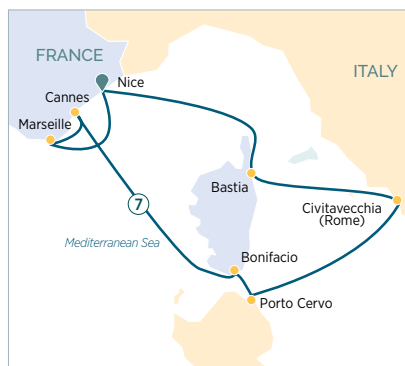 FRANCE
ITALY
Nice
Cannes
Marseille
Bastia
Civitavecchia
(Rome)
7
Mediterranean Sea
Bonifacio
Porto Cervo